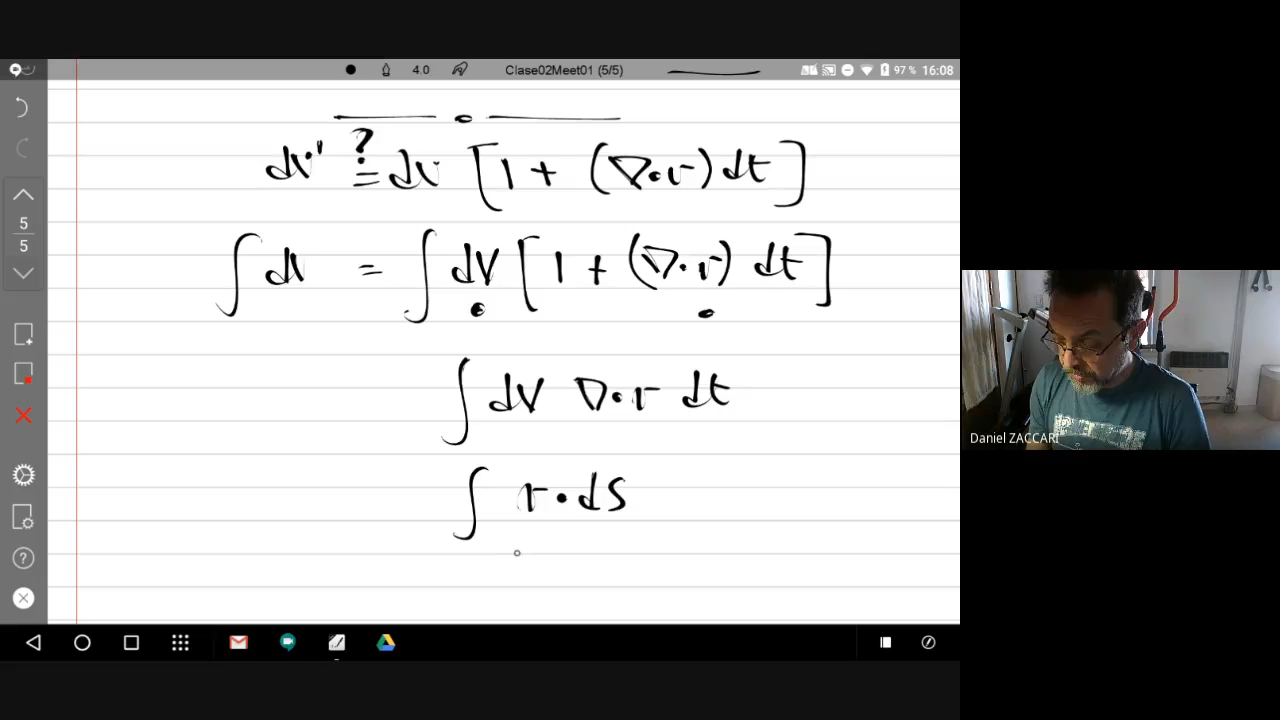 4.0 Clase02Meet01 (5/5) 97 % 16:08
dV' ≟ dV [1 + (∇·r) dt]
∫ dV = ∫ dV [1 + (∇·r) dt]
5
5
∫ dV ∇·r dt
∫ r·dS
Daniel ZACCARI